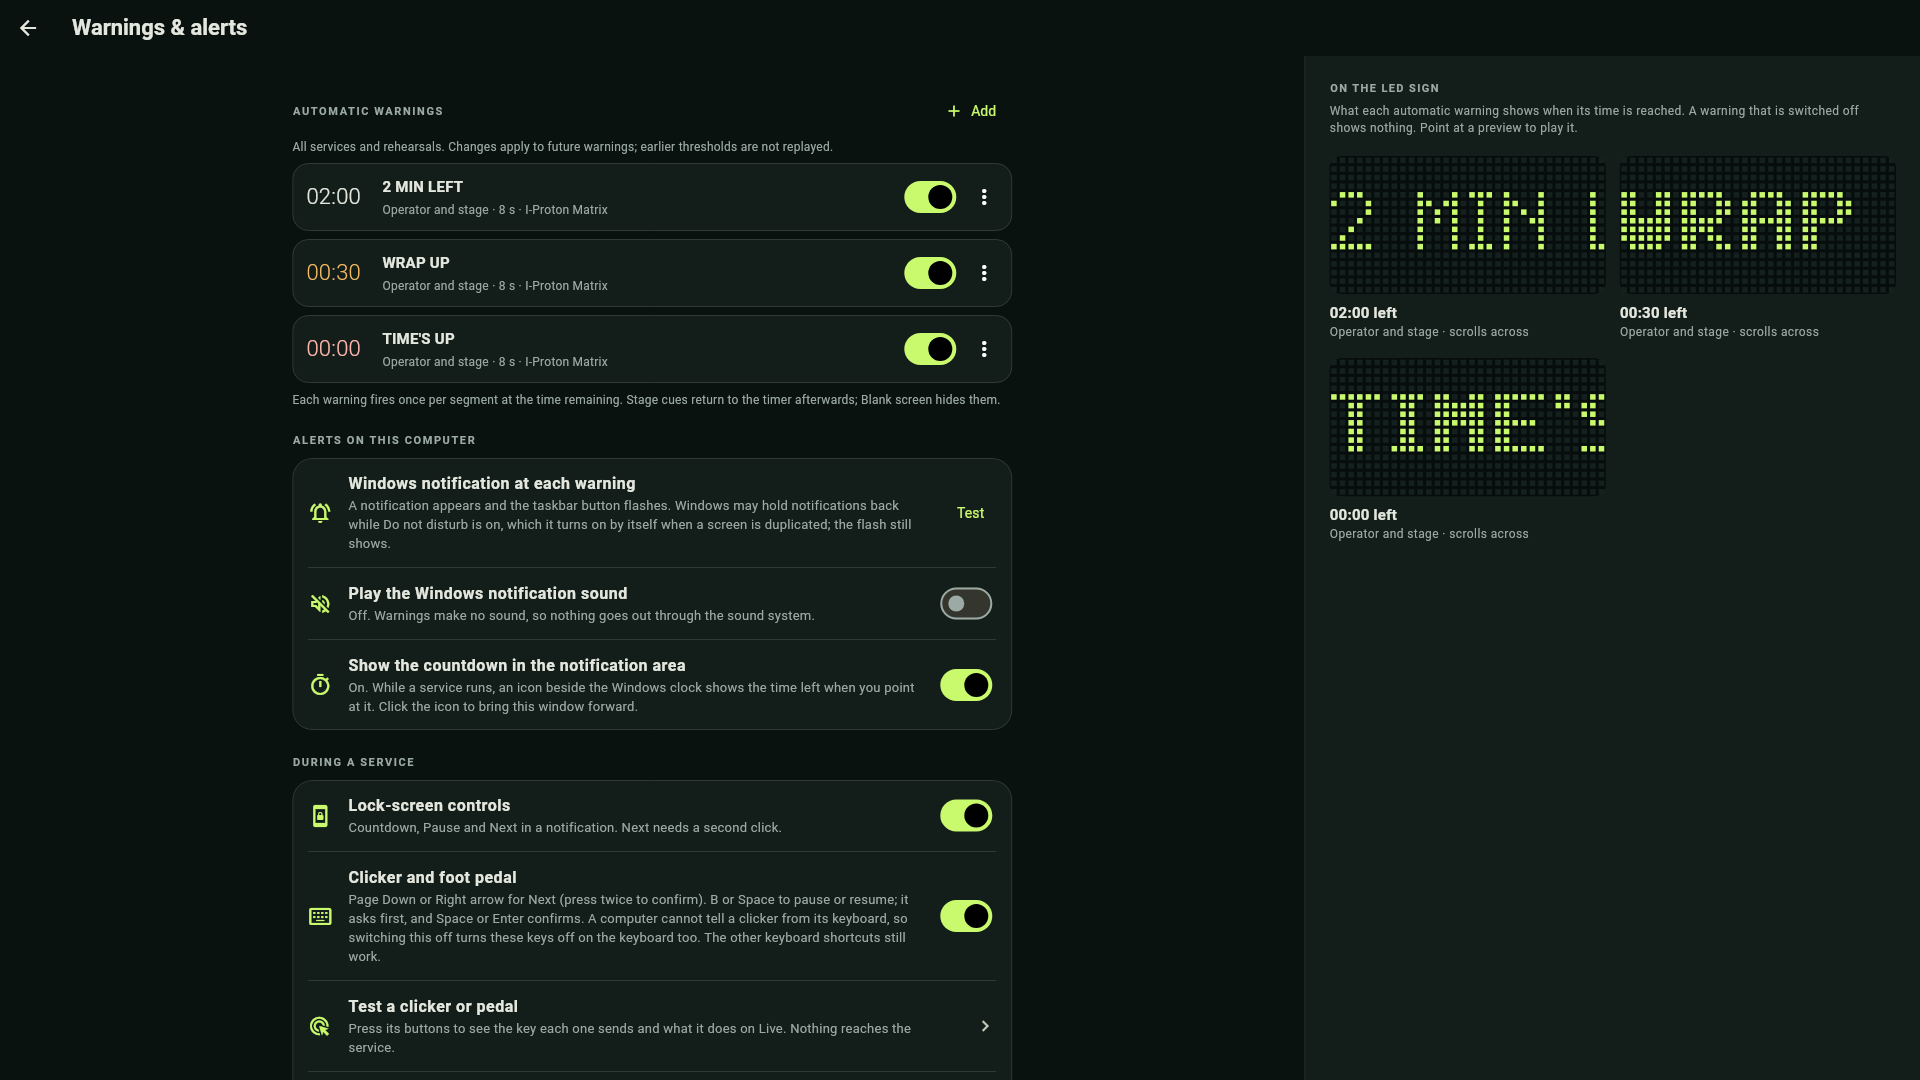 Warnings & alerts
AUTOMATIC WARNINGS
Add
All services and rehearsals. Changes apply to future warnings; earlier thresholds are not replayed.
02:00
2 MIN LEFT
Operator and stage · 8 s · I-Proton Matrix
00:30
WRAP UP
Operator and stage · 8 s · I-Proton Matrix
00:00
TIME'S UP
Operator and stage · 8 s · I-Proton Matrix
Each warning fires once per segment at the time remaining. Stage cues return to the timer afterwards; Blank screen hides them.
ALERTS ON THIS COMPUTER
Windows notification at each warning
A notification appears and the taskbar button flashes. Windows may hold notifications back
while Do not disturb is on, which it turns on by itself when a screen is duplicated; the flash still
shows.
Test
Play the Windows notification sound
Off. Warnings make no sound, so nothing goes out through the sound system.
Show the countdown in the notification area
On. While a service runs, an icon beside the Windows clock shows the time left when you point
at it. Click the icon to bring this window forward.
DURING A SERVICE
Lock-screen controls
Countdown, Pause and Next in a notification. Next needs a second click.
Clicker and foot pedal
Page Down or Right arrow for Next (press twice to confirm). B or Space to pause or resume; it
asks first, and Space or Enter confirms. A computer cannot tell a clicker from its keyboard, so
switching this off turns these keys off on the keyboard too. The other keyboard shortcuts still
work.
Test a clicker or pedal
Press its buttons to see the key each one sends and what it does on Live. Nothing reaches the
service.
ON THE LED SIGN
What each automatic warning shows when its time is reached. A warning that is switched off
shows nothing. Point at a preview to play it.
2 MIN L
02:00 left
Operator and stage · scrolls across
WRAP
00:30 left
Operator and stage · scrolls across
TIME'S
00:00 left
Operator and stage · scrolls across